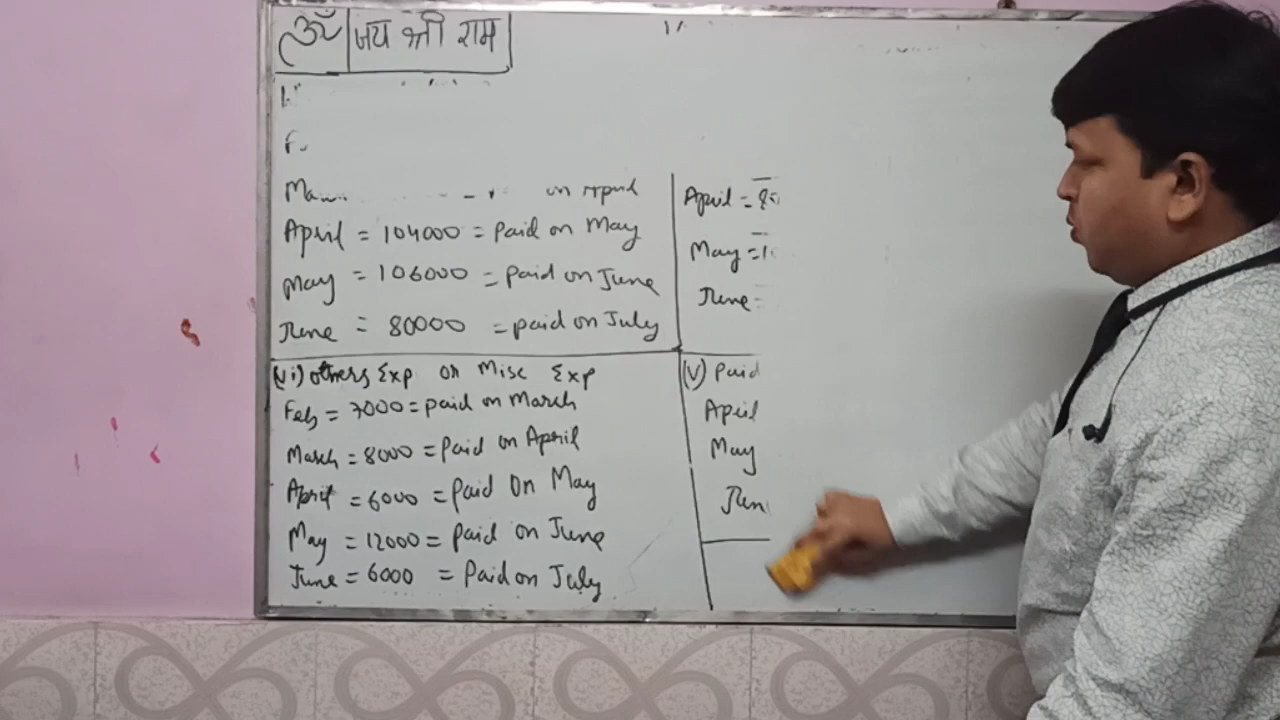 ॐ जय श्री राम
on April
April = 104000 = Paid on May
May = 106000 = Paid on June
June = 80000 = paid on July
April =
May =
June =
(vi) others Exp or Misc Exp
Feb = 7000 = paid on March
March = 8000 = Paid on April
April = 6000 = Paid On May
May = 12000 = Paid on June
June = 6000 = Paid on July
(v) Paid
April
May
Jun